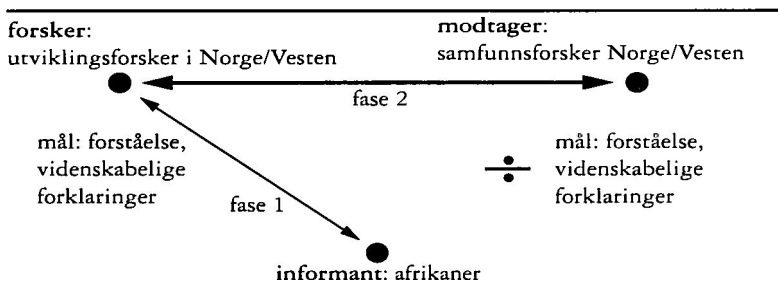 forsker:
utviklingsforsker i Norge/Vesten
modtager:
samfunnsforsker Norge/Vesten
fase 2
mål: forståelse,
videnskabelige
forklaringer
fase 1
÷
mål: forståelse,
videnskabelige
forklaringer
informant: afrikaner